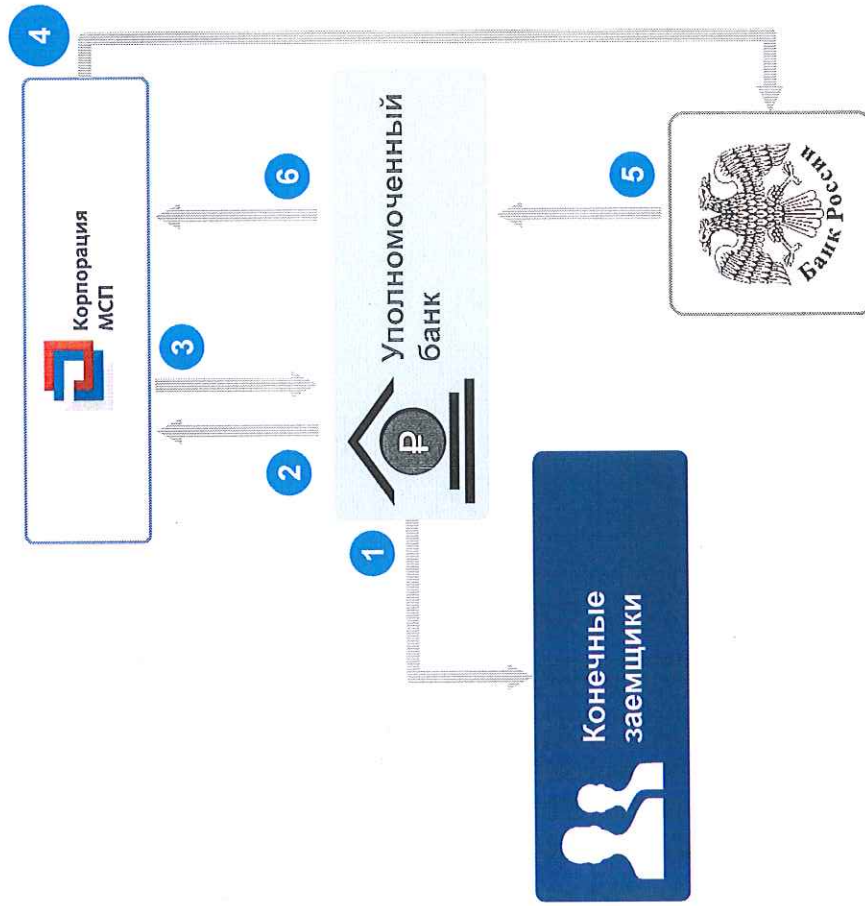 4
Корпорация
МСП
3
2
6
1
Уполномоченный
банк
Конечные
заемщики
5
₽
Банк России